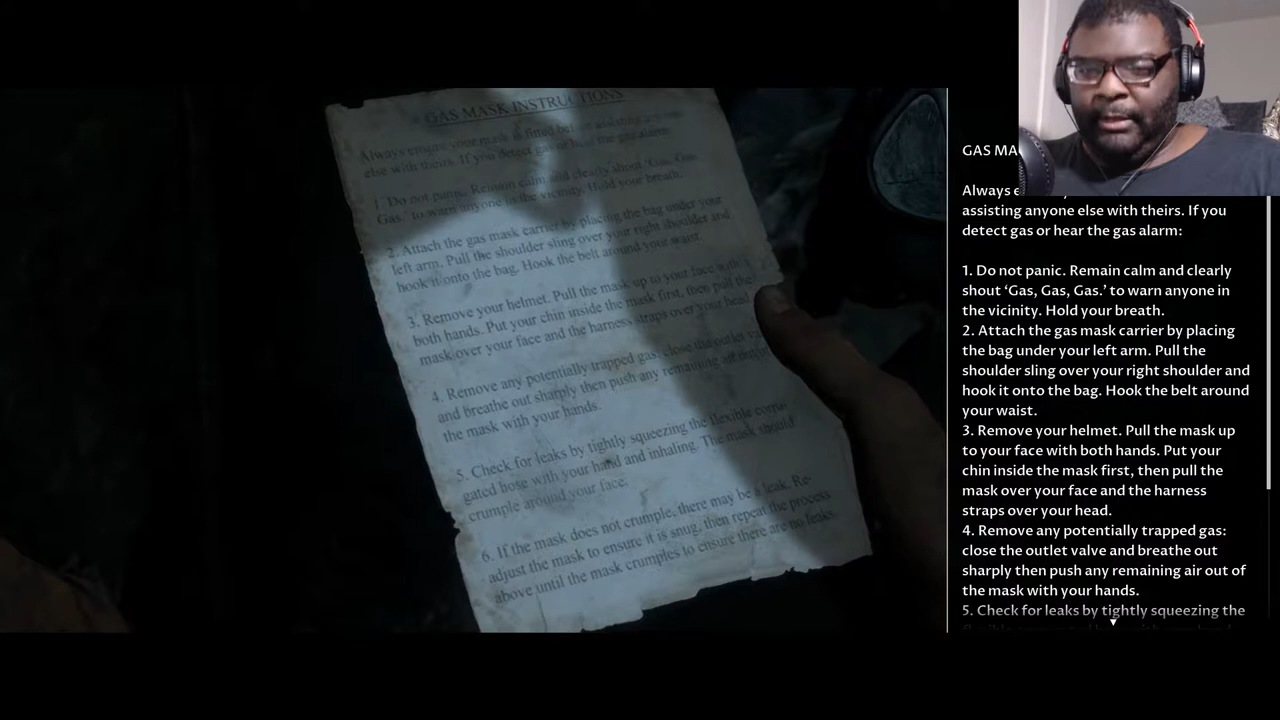 GAS MASK INSTRUCTIONS
Always ensure your mask is fitted before assisting anyone
else with theirs. If you detect gas or hear the gas alarm:
1. Do not panic. Remain calm and clearly shout 'Gas, Gas,
Gas.' to warn anyone in the vicinity. Hold your breath.
2. Attach the gas mask carrier by placing the bag under your
left arm. Pull the shoulder sling over your right shoulder and
hook it onto the bag. Hook the belt around your waist.
3. Remove your helmet. Pull the mask up to your face with
both hands. Put your chin inside the mask first, then pull the
mask over your face and the harness straps over your head.
4. Remove any potentially trapped gas: close the outlet valve
and breathe out sharply then push any remaining air out of
the mask with your hands.
5. Check for leaks by tightly squeezing the flexible corru-
gated hose with your hand and inhaling. The mask should
crumple around your face.
6. If the mask does not crumple, there may be a leak. Re-
adjust the mask to ensure it is snug, then repeat the process
above until the mask crumples to ensure there are no leaks.
GAS MA
Always e
assisting anyone else with theirs. If you
detect gas or hear the gas alarm:
1. Do not panic. Remain calm and clearly
shout ‘Gas, Gas, Gas.’ to warn anyone in
the vicinity. Hold your breath.
2. Attach the gas mask carrier by placing
the bag under your left arm. Pull the
shoulder sling over your right shoulder and
hook it onto the bag. Hook the belt around
your waist.
3. Remove your helmet. Pull the mask up
to your face with both hands. Put your
chin inside the mask first, then pull the
mask over your face and the harness
straps over your head.
4. Remove any potentially trapped gas:
close the outlet valve and breathe out
sharply then push any remaining air out of
the mask with your hands.
5. Check for leaks by tightly squeezing the